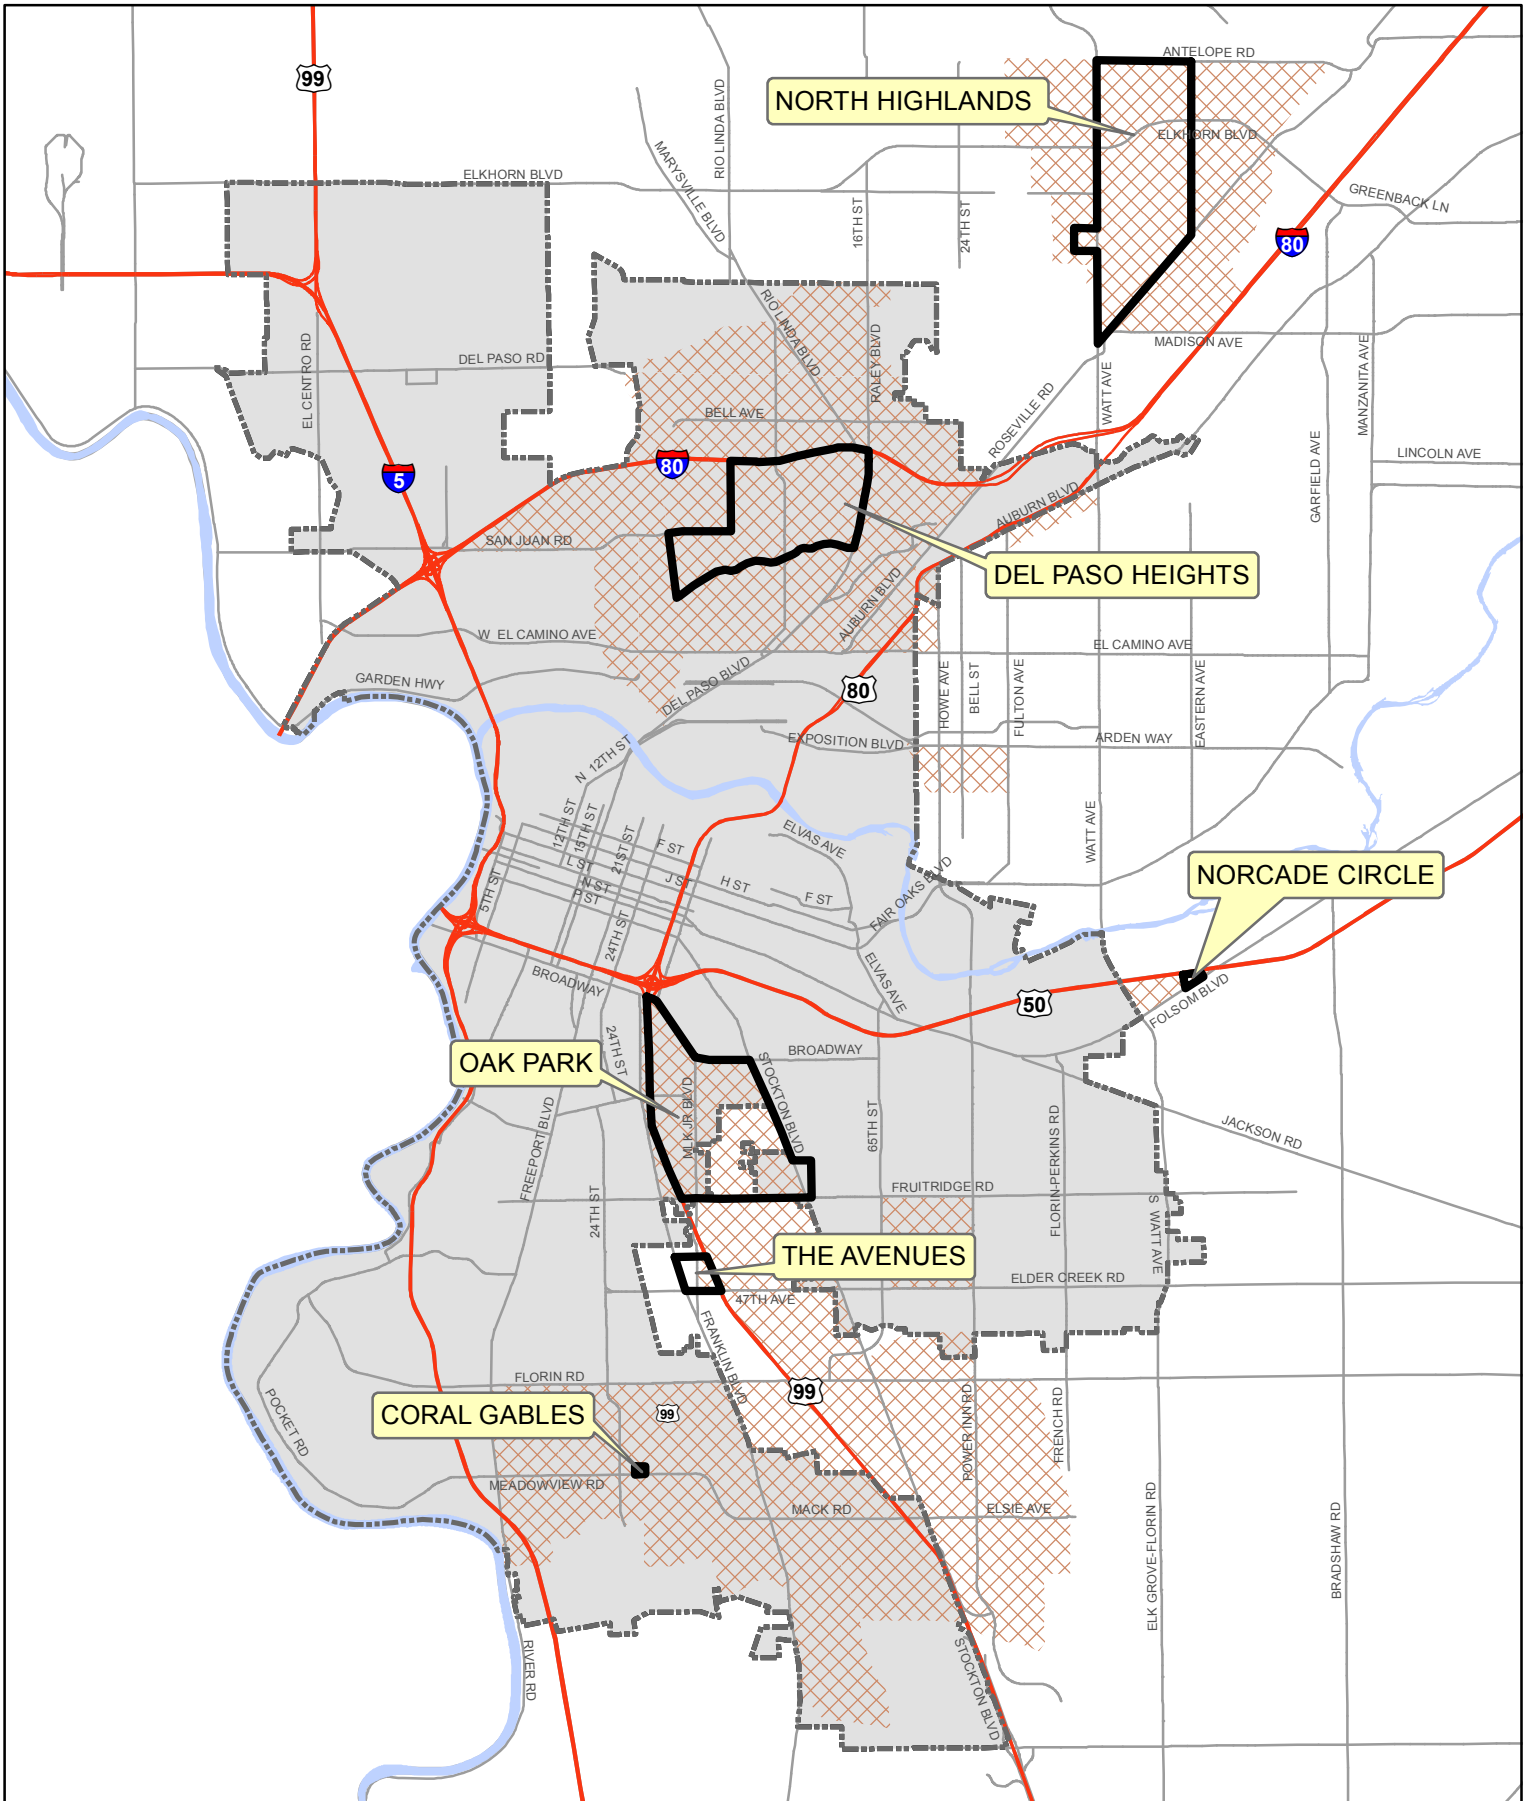 ANTELOPE RD
99
NORTH HIGHLANDS
RIO LINDA BLVD
ELKHORN BLVD
MARYSVILLE BLVD
ELKHORN BLVD
GREENBACK LN
16TH ST
24TH ST
80
RIO LINDA BLVD
EL CENTRO RD
DEL PASO RD
RALEY BLVD
MADISON AVE
MANZANITA AVE
WATT AVE
BELL AVE
ROSEVILLE RD
GARFIELD AVE
LINCOLN AVE
80
5
AUBURN BLVD
SAN JUAN RD
DEL PASO HEIGHTS
AUBURN BLVD
W EL CAMINO AVE
EL CAMINO AVE
GARDEN HWY
DEL PASO BLVD
80
HOWE AVE
BELL ST
FULTON AVE
EASTERN AVE
EXPOSITION BLVD
ARDEN WAY
N 12TH ST
12TH ST
15TH ST
21ST ST
F ST
ELVAS AVE
WATT AVE
L ST
J ST
H ST
N ST
P ST
5TH ST
F ST
FAIR OAKS BLVD
NORCADE CIRCLE
24TH ST
BROADWAY
ELVAS AVE
50
FOLSOM BLVD
24TH ST
OAK PARK
BROADWAY
STOCKTON BLVD
MLK JR BLVD
FREEPORT BLVD
65TH ST
FLORIN-PERKINS RD
JACKSON RD
FRUITRIDGE RD
24TH ST
S WATT AVE
THE AVENUES
ELDER CREEK RD
47TH AVE
FRANKLIN BLVD
FLORIN RD
99
POCKET RD
CORAL GABLES
99
POWER INN RD
FRENCH RD
MEADOWVIEW RD
MACK RD
ELSIE AVE
ELK GROVE-FLORIN RD
BRADSHAW RD
RIVER RD
STOCKTON BLVD